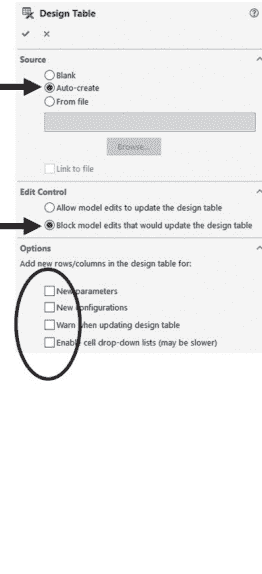 Design Table
Source
Blank
Auto-create
From file
Browse...
Link to file
Edit Control
Allow model edits to update the design table
Block model edits that would update the design table
Options
Add new rows/columns in the design table for:
New parameters
New configurations
Warn when updating design table
Enable cell drop-down lists (may be slower)